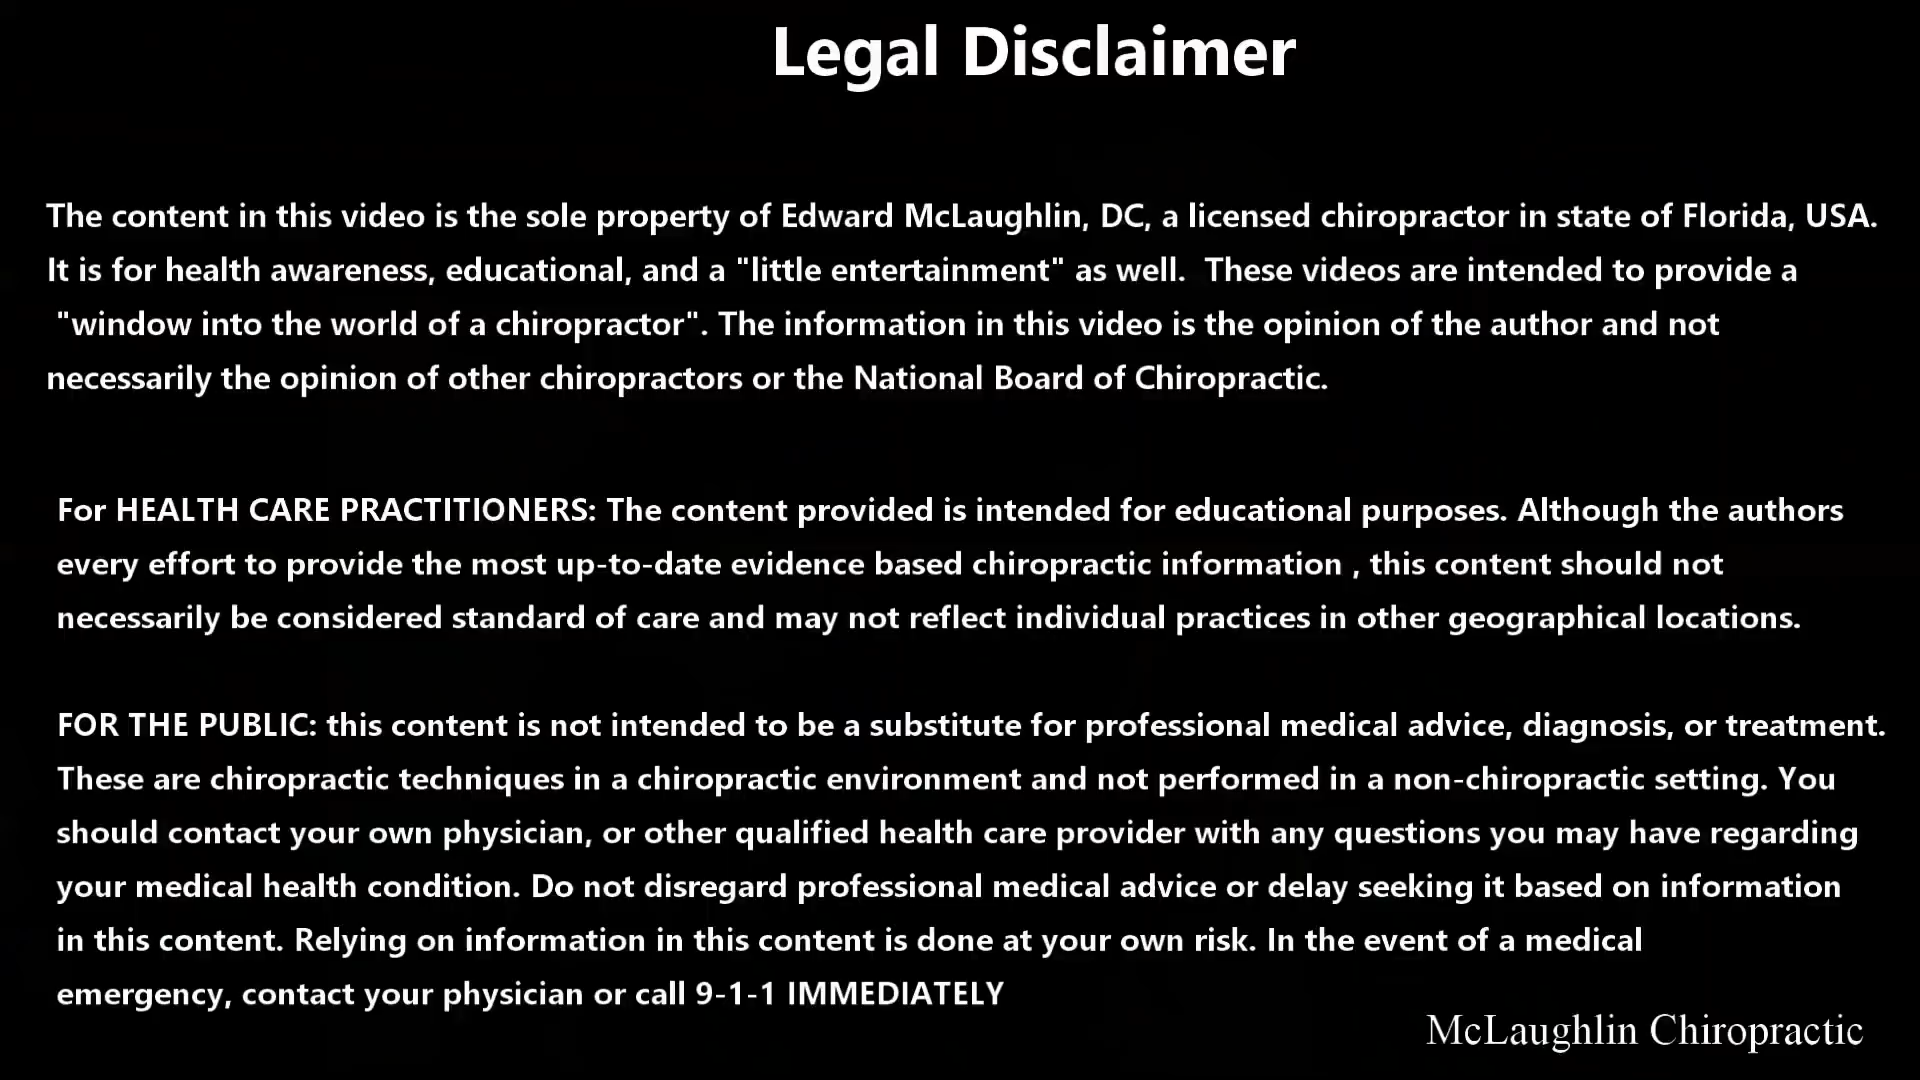 Legal Disclaimer
The content in this video is the sole property of Edward McLaughlin, DC, a licensed chiropractor in state of Florida, USA.
It is for health awareness, educational, and a "little entertainment" as well.  These videos are intended to provide a
"window into the world of a chiropractor". The information in this video is the opinion of the author and not
necessarily the opinion of other chiropractors or the National Board of Chiropractic.
For HEALTH CARE PRACTITIONERS: The content provided is intended for educational purposes. Although the authors
every effort to provide the most up-to-date evidence based chiropractic information , this content should not
necessarily be considered standard of care and may not reflect individual practices in other geographical locations.
FOR THE PUBLIC: this content is not intended to be a substitute for professional medical advice, diagnosis, or treatment.
These are chiropractic techniques in a chiropractic environment and not performed in a non-chiropractic setting. You
should contact your own physician, or other qualified health care provider with any questions you may have regarding
your medical health condition. Do not disregard professional medical advice or delay seeking it based on information
in this content. Relying on information in this content is done at your own risk. In the event of a medical
emergency, contact your physician or call 9-1-1 IMMEDIATELY
McLaughlin Chiropractic